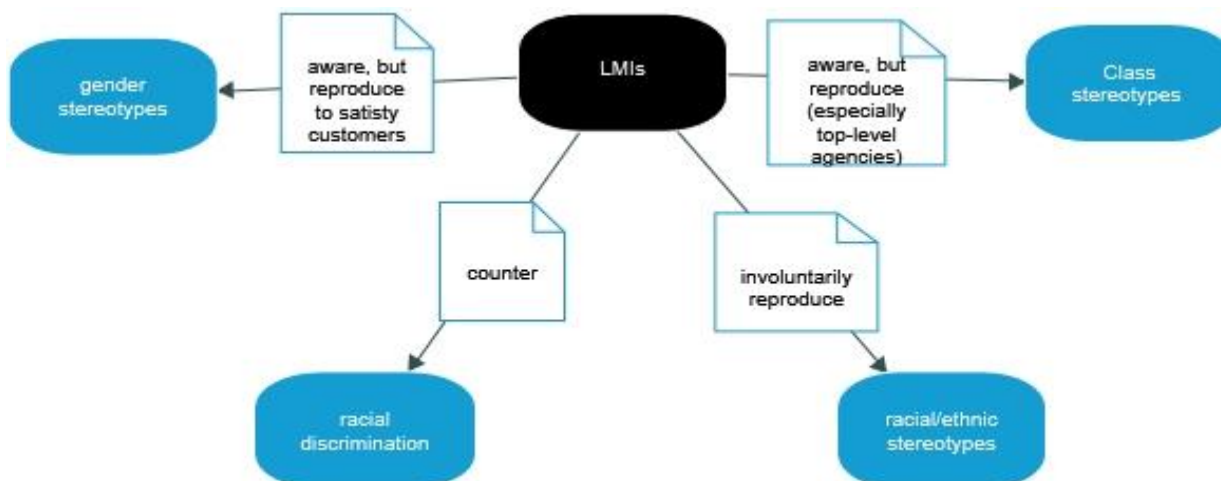 gender
stereotypes
aware, but
reproduce
to satisty
customers
LMIs
aware, but
reproduce
(especially
top-level
agencies)
Class
stereotypes
counter
involuntarily
reproduce
racial
discrimination
racial/ethnic
stereotypes